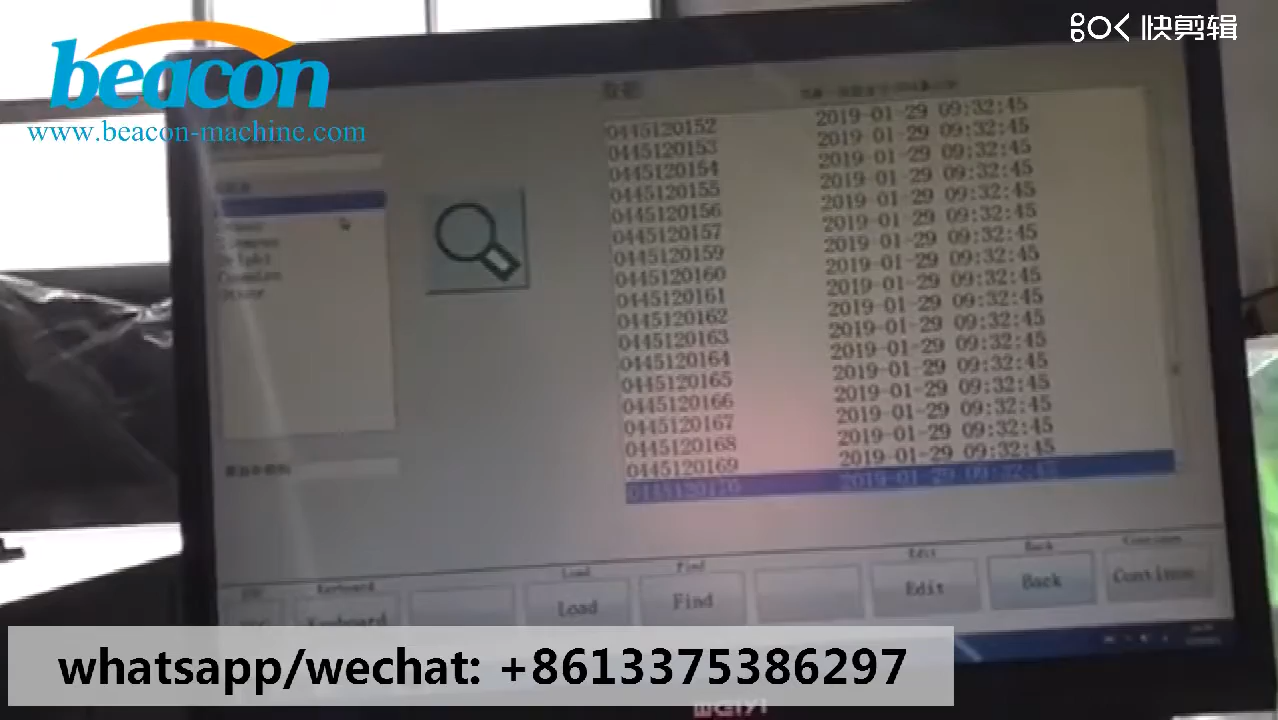 beacon
www.beacon-machine.com
快剪辑
0445120152 2019-01-29 09:32:45
0445120153 2019-01-29 09:32:45
0445120154 2019-01-29 09:32:45
0445120155 2019-01-29 09:32:45
0445120156 2019-01-29 09:32:45
0445120157 2019-01-29 09:32:45
0445120159 2019-01-29 09:32:45
0445120160 2019-01-29 09:32:45
0445120161 2019-01-29 09:32:45
0445120162 2019-01-29 09:32:45
0445120163 2019-01-29 09:32:45
0445120164 2019-01-29 09:32:45
0445120165 2019-01-29 09:32:45
0445120166 2019-01-29 09:32:45
0445120167 2019-01-29 09:32:45
0445120168 2019-01-29 09:32:45
0445120169 2019-01-29 09:32:45
2019-01-29 09:32:45
Keyboard Load Find Edit Back Continue
Keyboard Load Find Edit Back Continue
whatsapp/wechat: +8613375386297